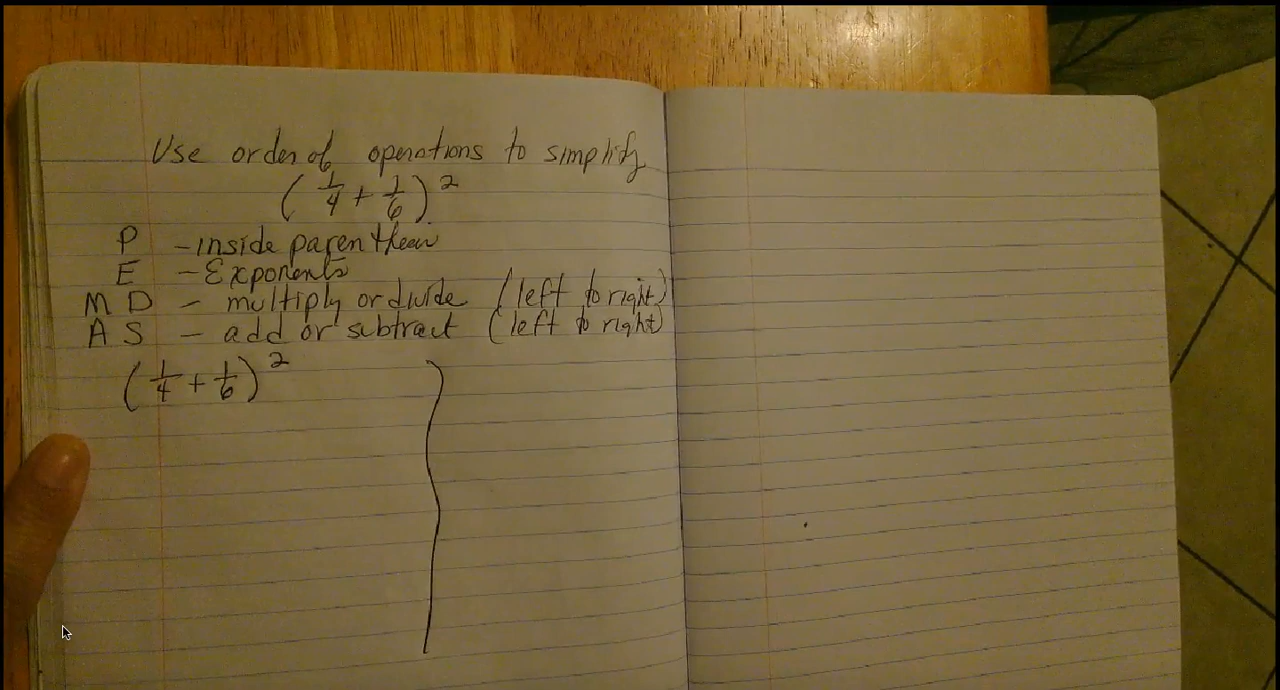 Use order of operations to simplify
(1/4 + 1/6)²
P - inside parenthesis
E - Exponents
M D - multiply or divide (left to right)
A S - add or subtract (left to right)
(1/4 + 1/6)²